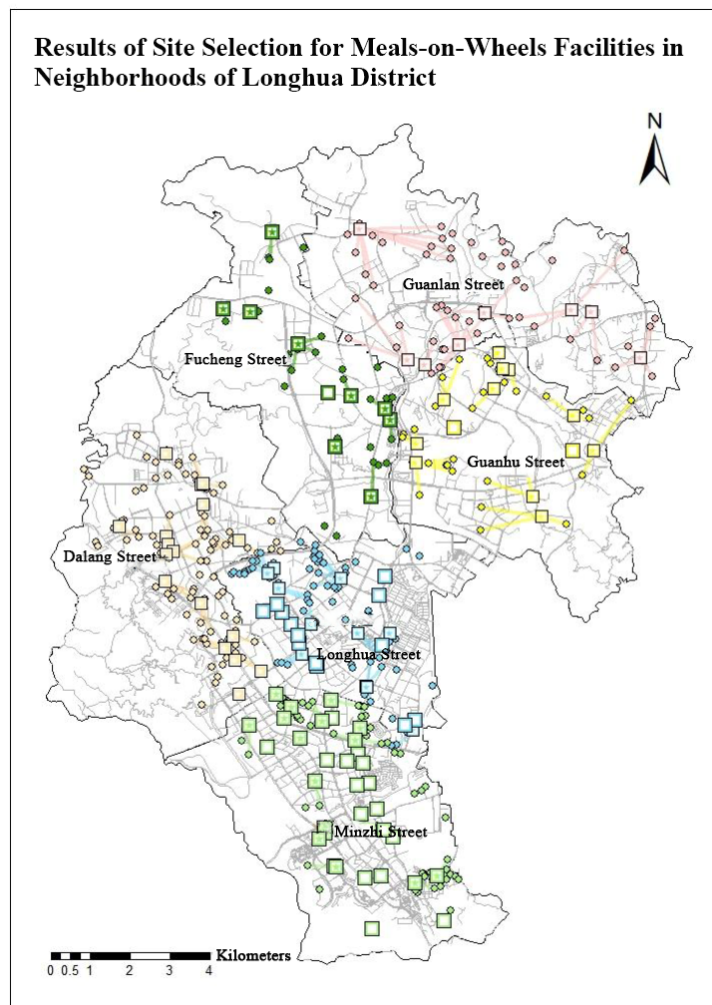 Results of Site Selection for Meals-on-Wheels Facilities in
Neighborhoods of Longhua District
N
Guanlan Street
Fucheng Street
Guanhu Street
Dalang Street
Longhua Street
Minzhi Street
Kilometers
0 0.5 1 2 3 4